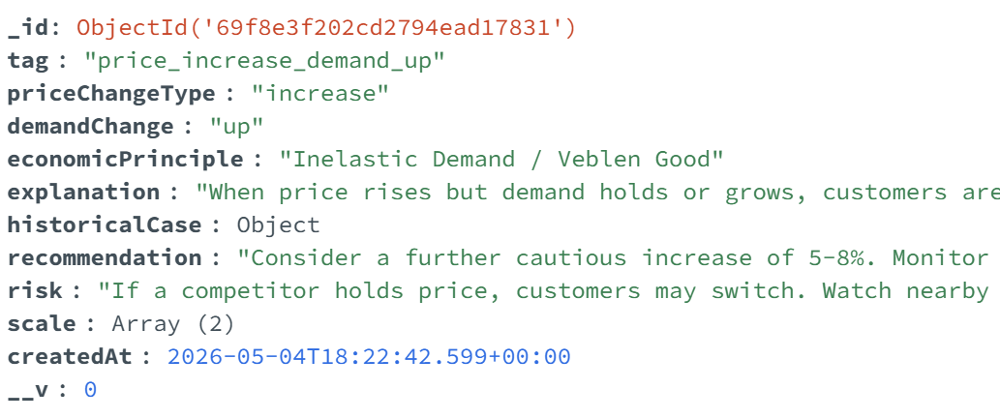 _id: ObjectId('69f8e3f202cd2794ead17831')
tag : "price_increase_demand_up"
priceChangeType : "increase"
demandChange : "up"
economicPrinciple : "Inelastic Demand / Veblen Good"
explanation : "When price rises but demand holds or grows, customers are
historicalCase : Object
recommendation : "Consider a further cautious increase of 5-8%. Monitor
risk : "If a competitor holds price, customers may switch. Watch nearby
scale : Array (2)
createdAt : 2026-05-04T18:22:42.599+00:00
__v : 0